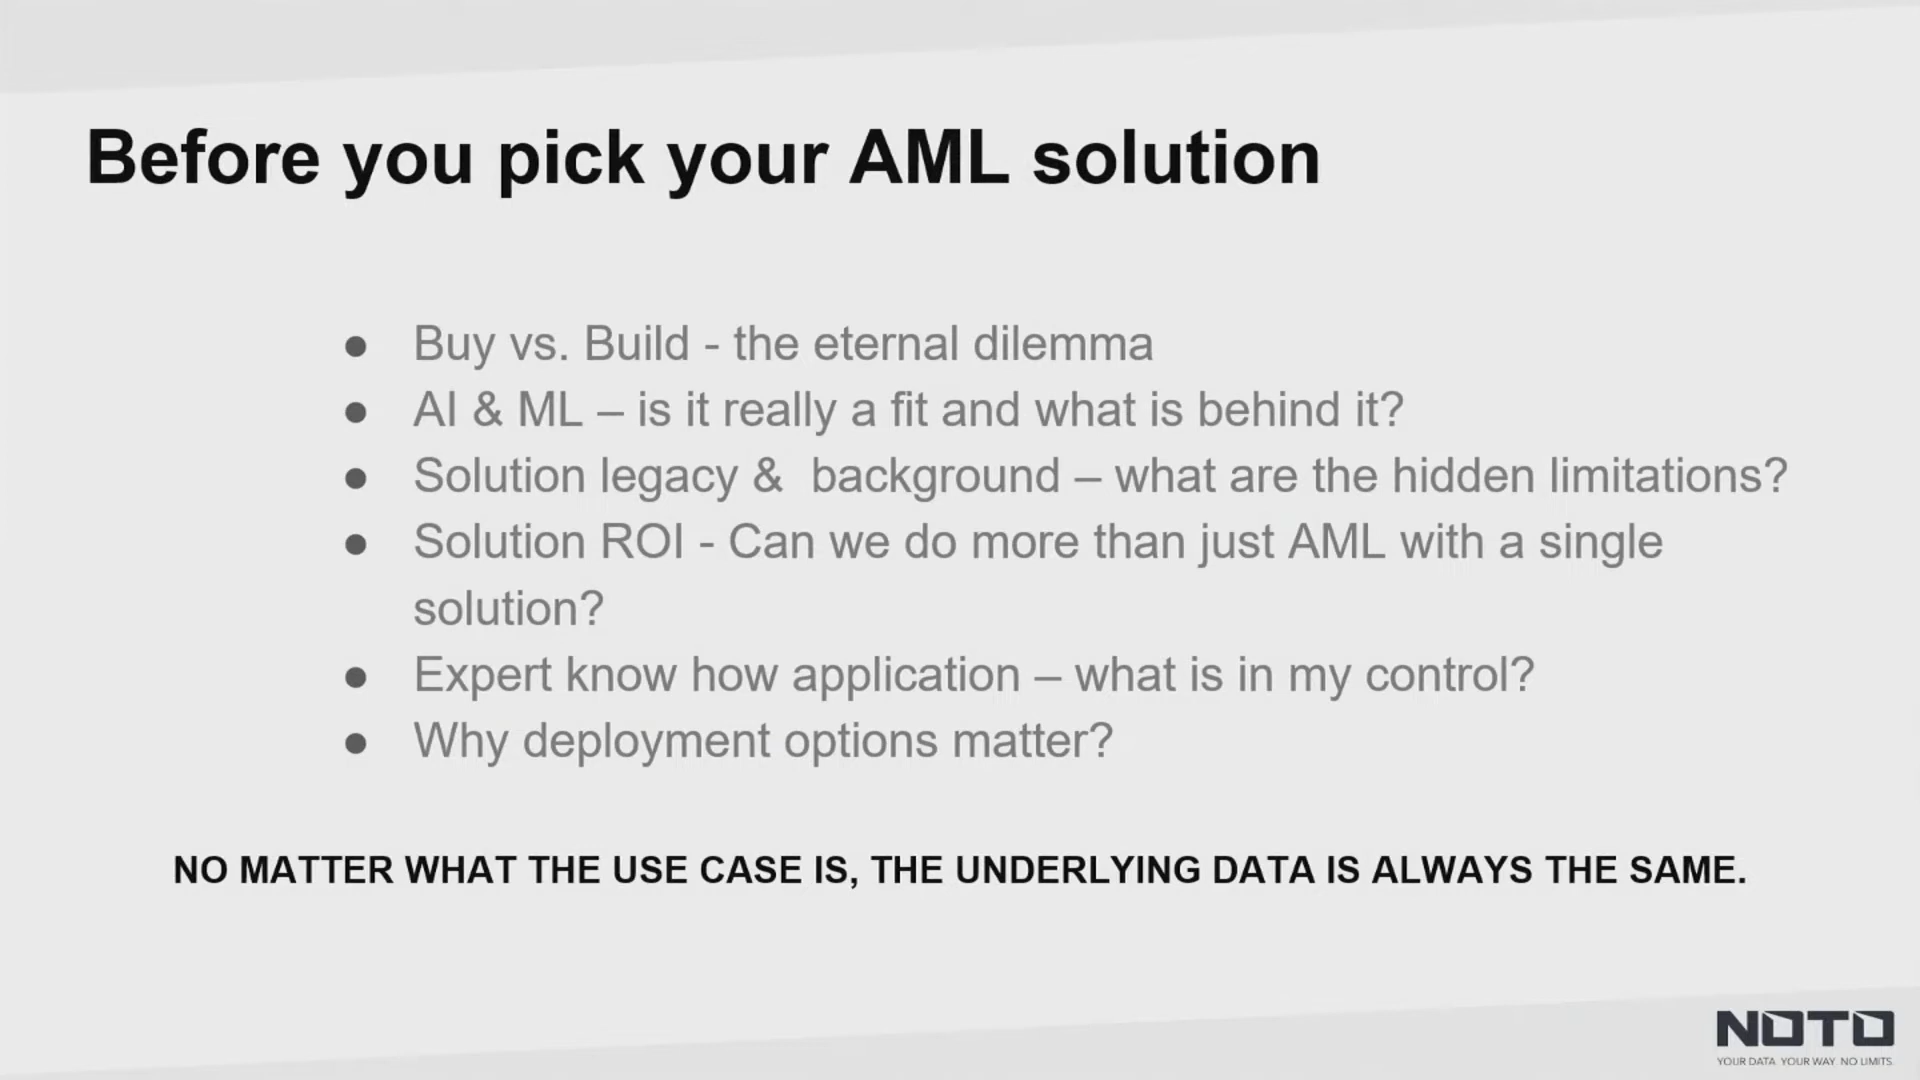 Before you pick your AML solution
● Buy vs. Build - the eternal dilemma
● AI & ML – is it really a fit and what is behind it?
● Solution legacy &  background – what are the hidden limitations?
● Solution ROI - Can we do more than just AML with a single
solution?
● Expert know how application – what is in my control?
● Why deployment options matter?
NO MATTER WHAT THE USE CASE IS, THE UNDERLYING DATA IS ALWAYS THE SAME.
NOTO
YOUR DATA. YOUR WAY. NO LIMITS.